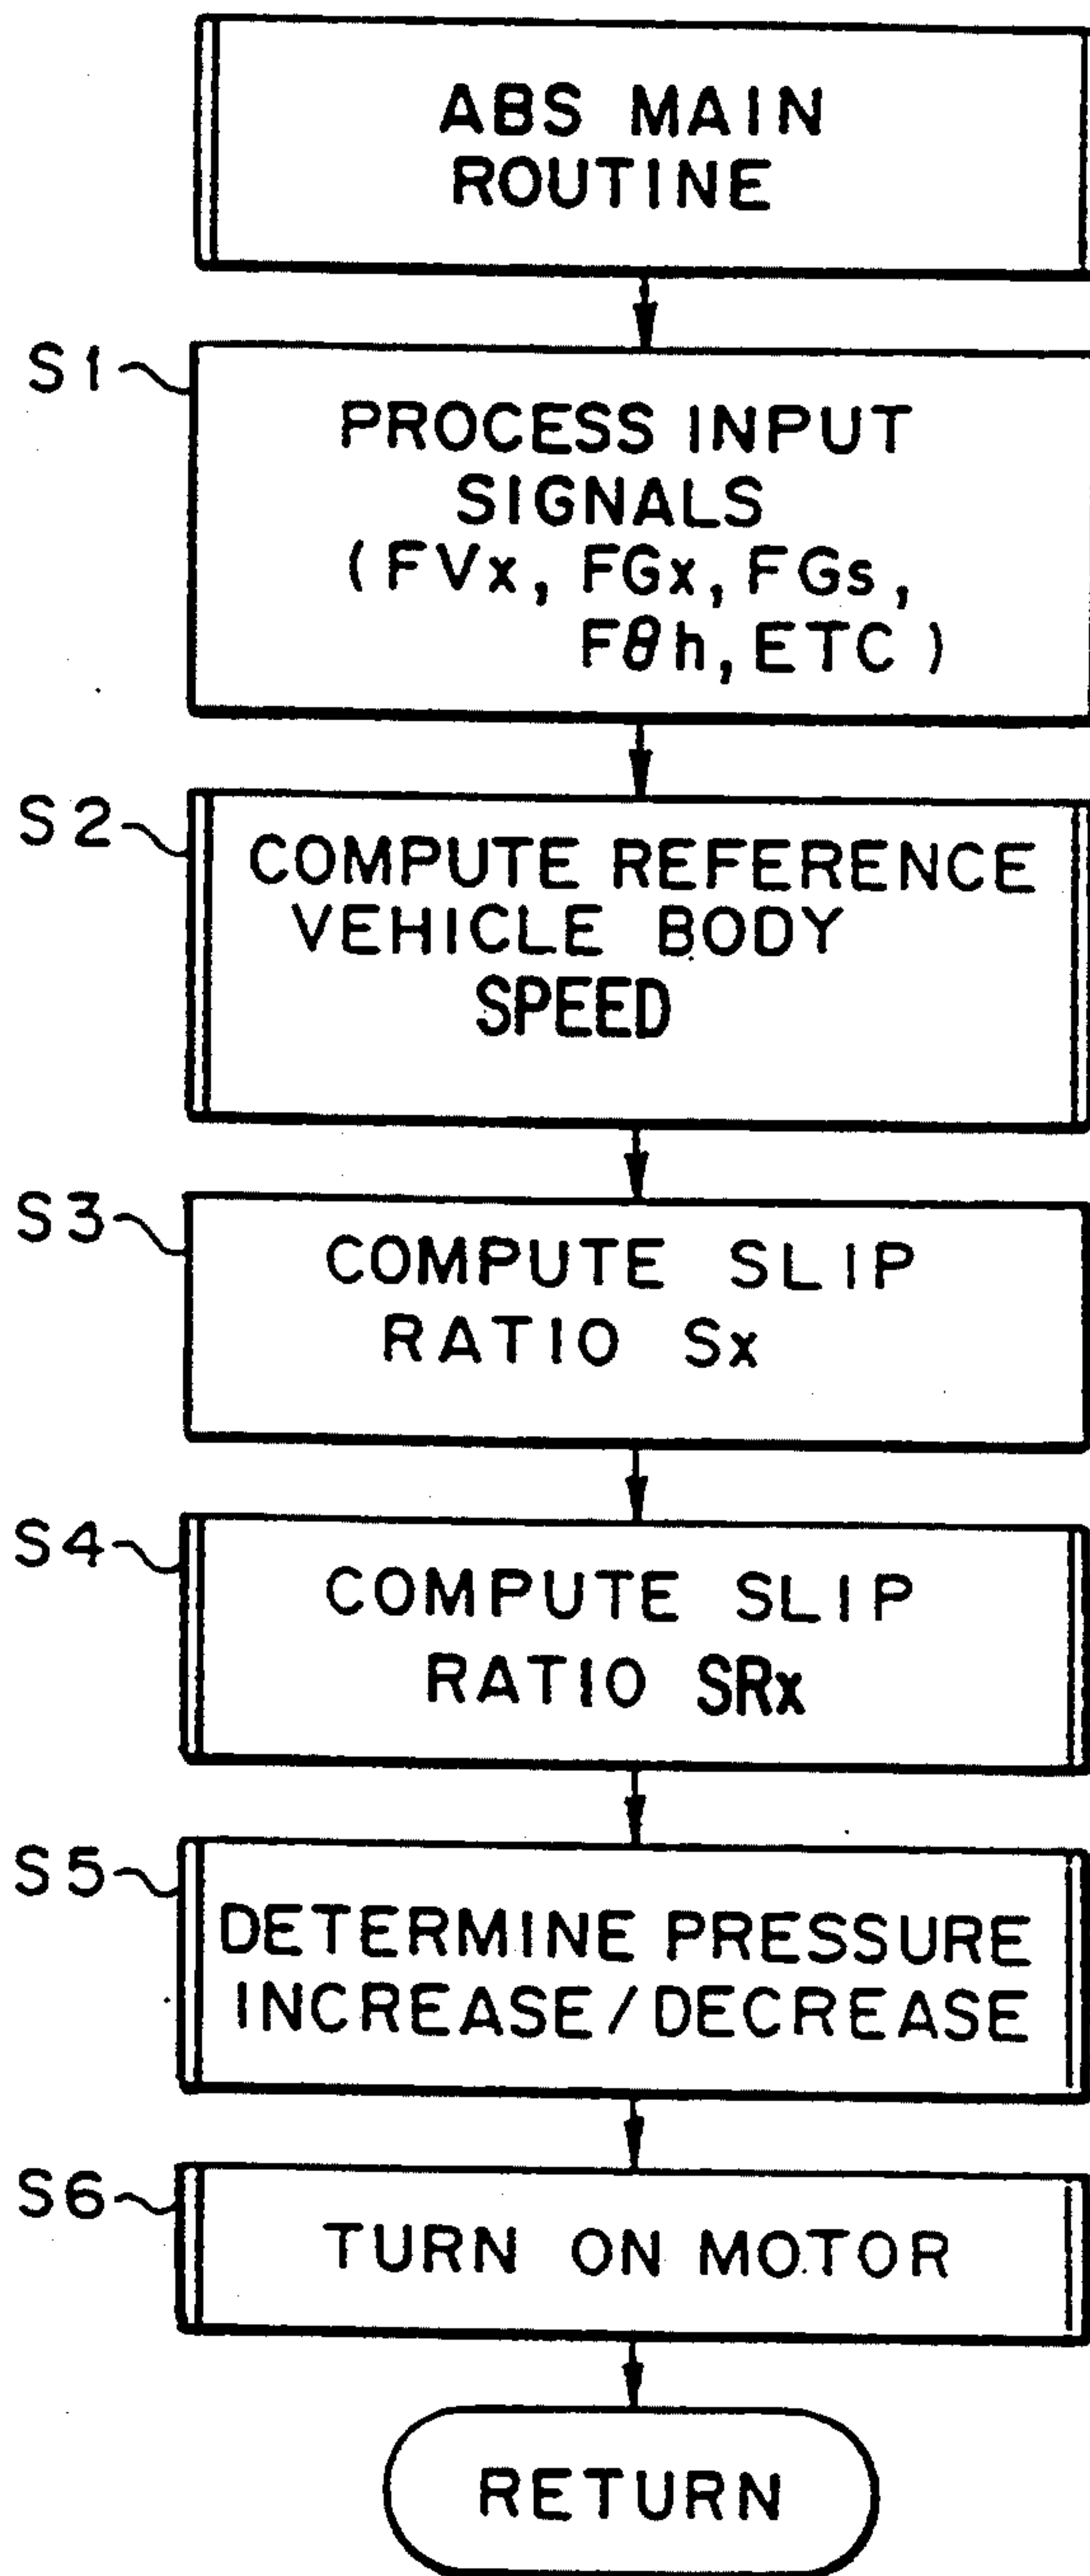 ABS MAIN
ROUTINE
S1
PROCESS INPUT
SIGNALS
(FVx, FGx, FGs,
Fθh, ETC)
S2
COMPUTE REFERENCE
VEHICLE BODY
SPEED
S3
COMPUTE SLIP
RATIO Sx
S4
COMPUTE SLIP
RATIO SRx
S5
DETERMINE PRESSURE
INCREASE/DECREASE
S6
TURN ON MOTOR
RETURN